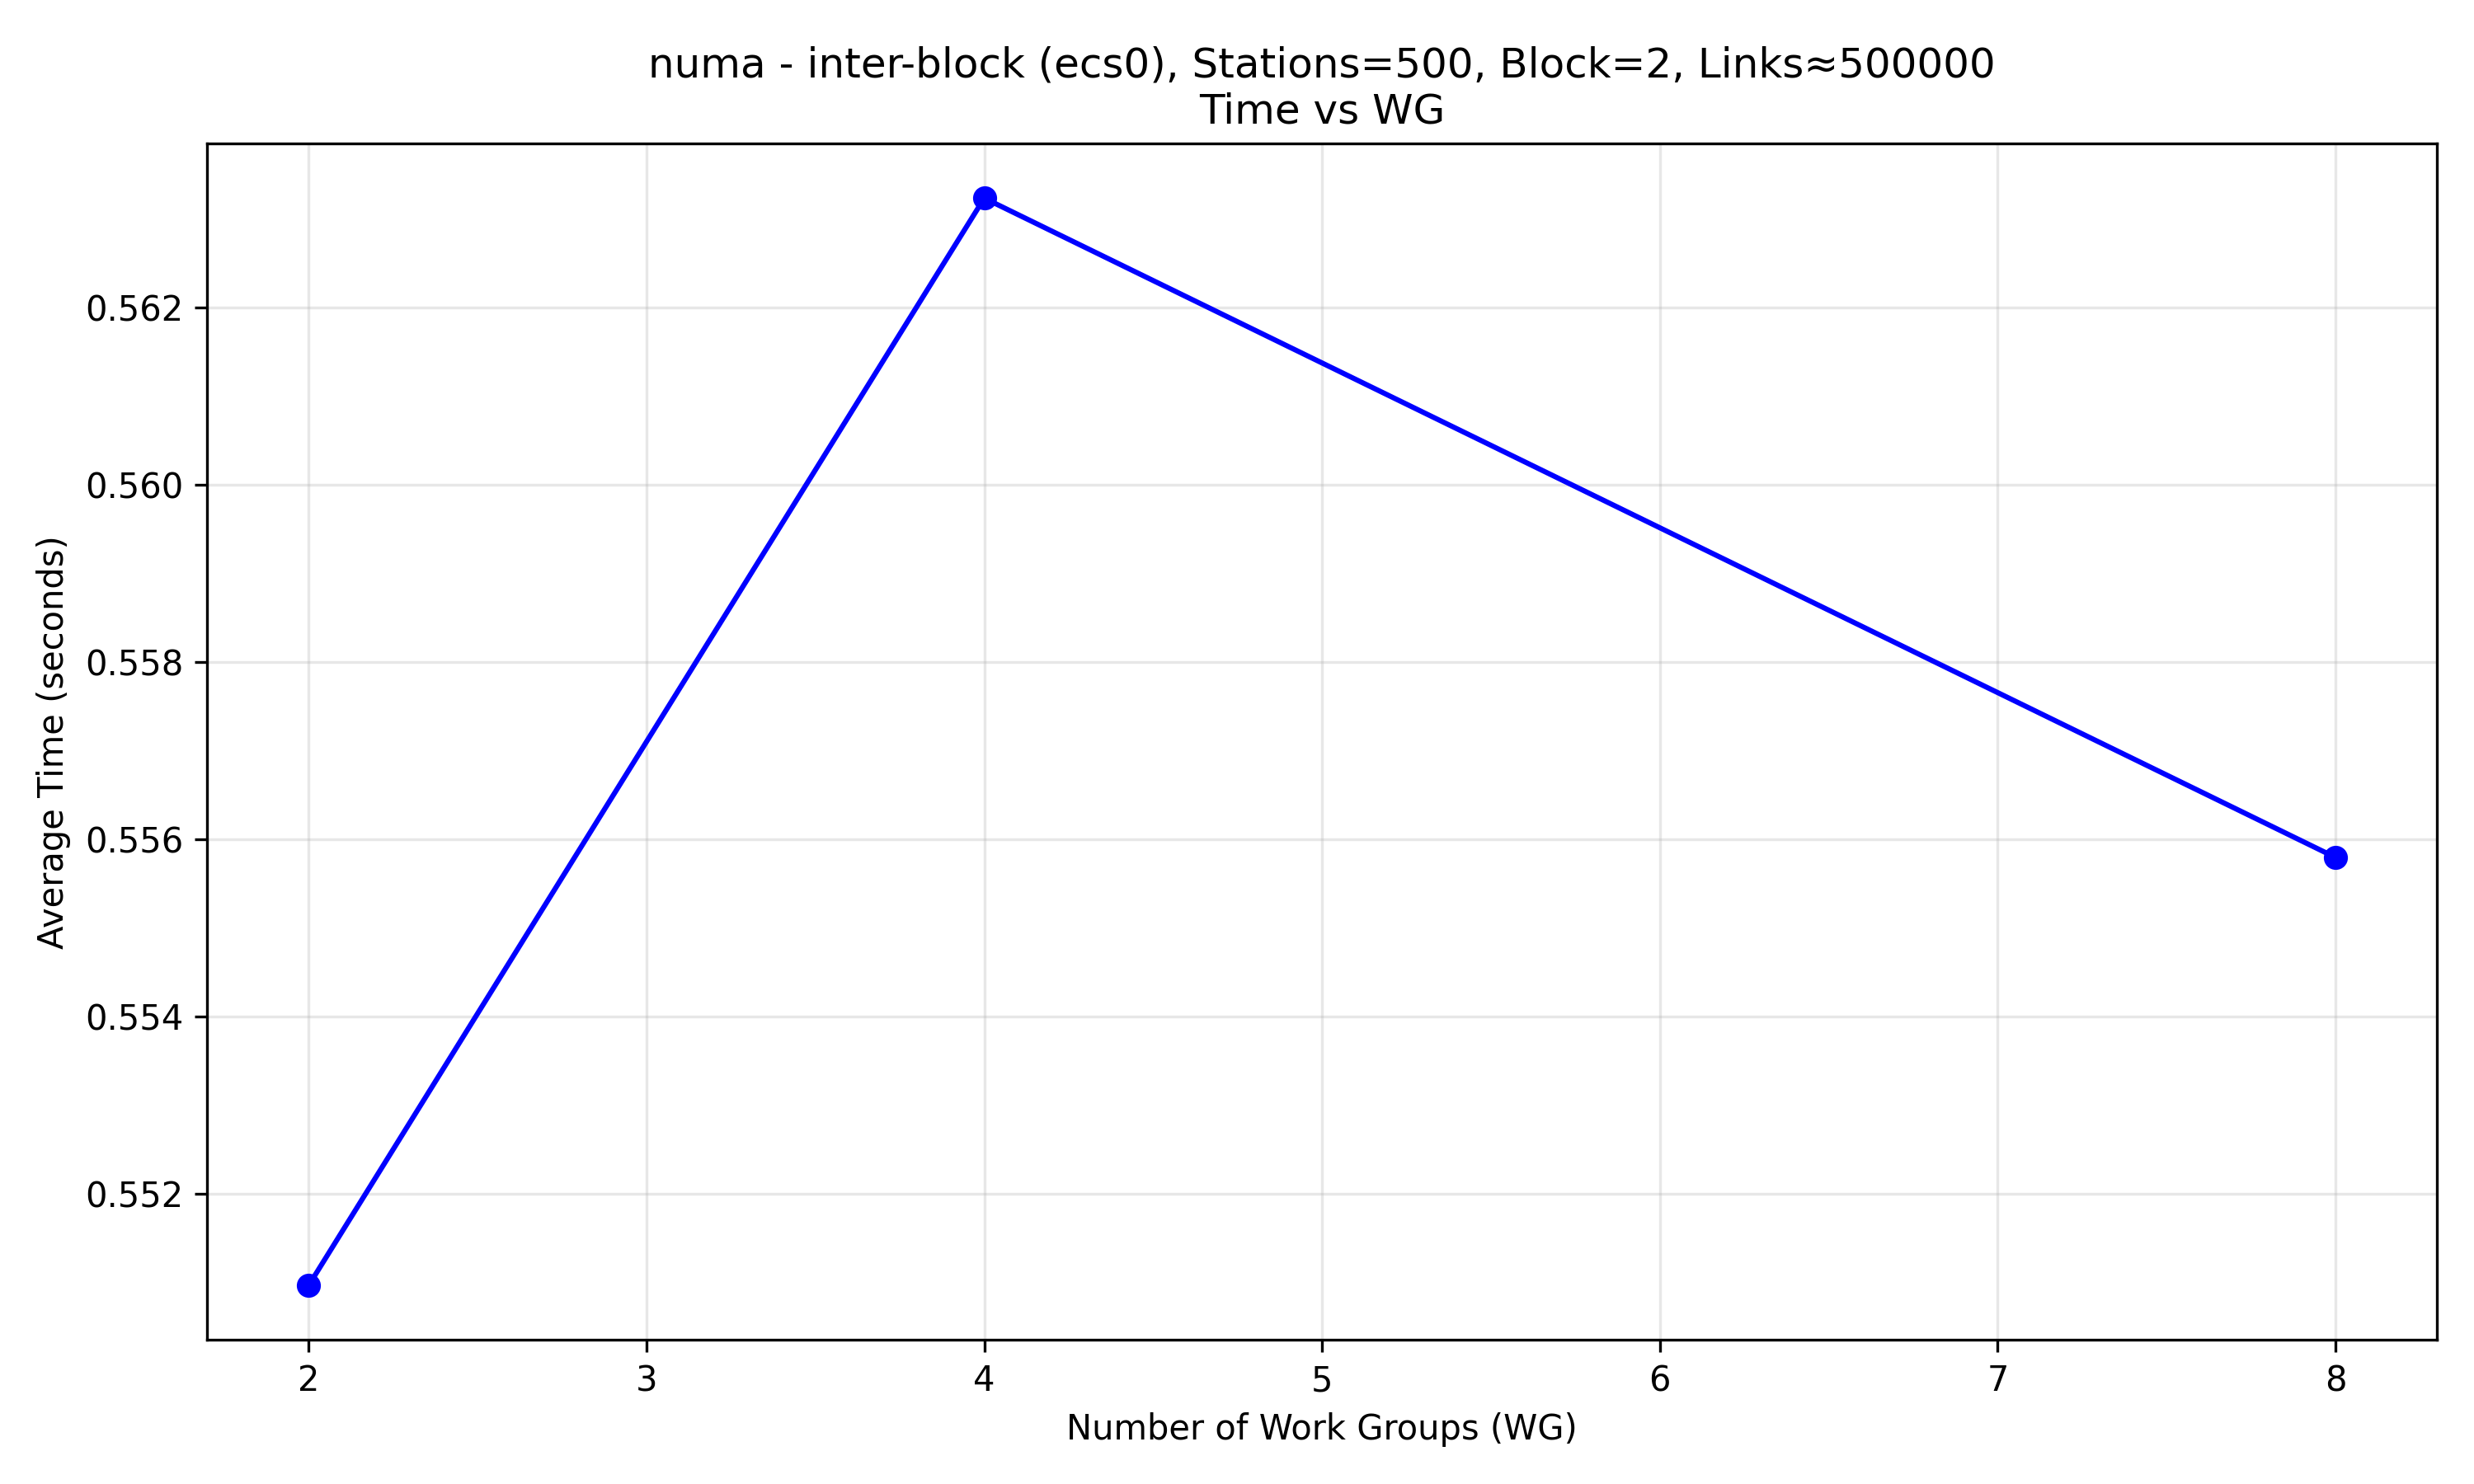 numa - inter-block (ecs0), Stations=500, Block=2, Links≈500000
Time vs WG
0.562
0.560
0.558
0.556
0.554
0.552
Average Time (seconds)
2 3 4 5 6 7 8
Number of Work Groups (WG)